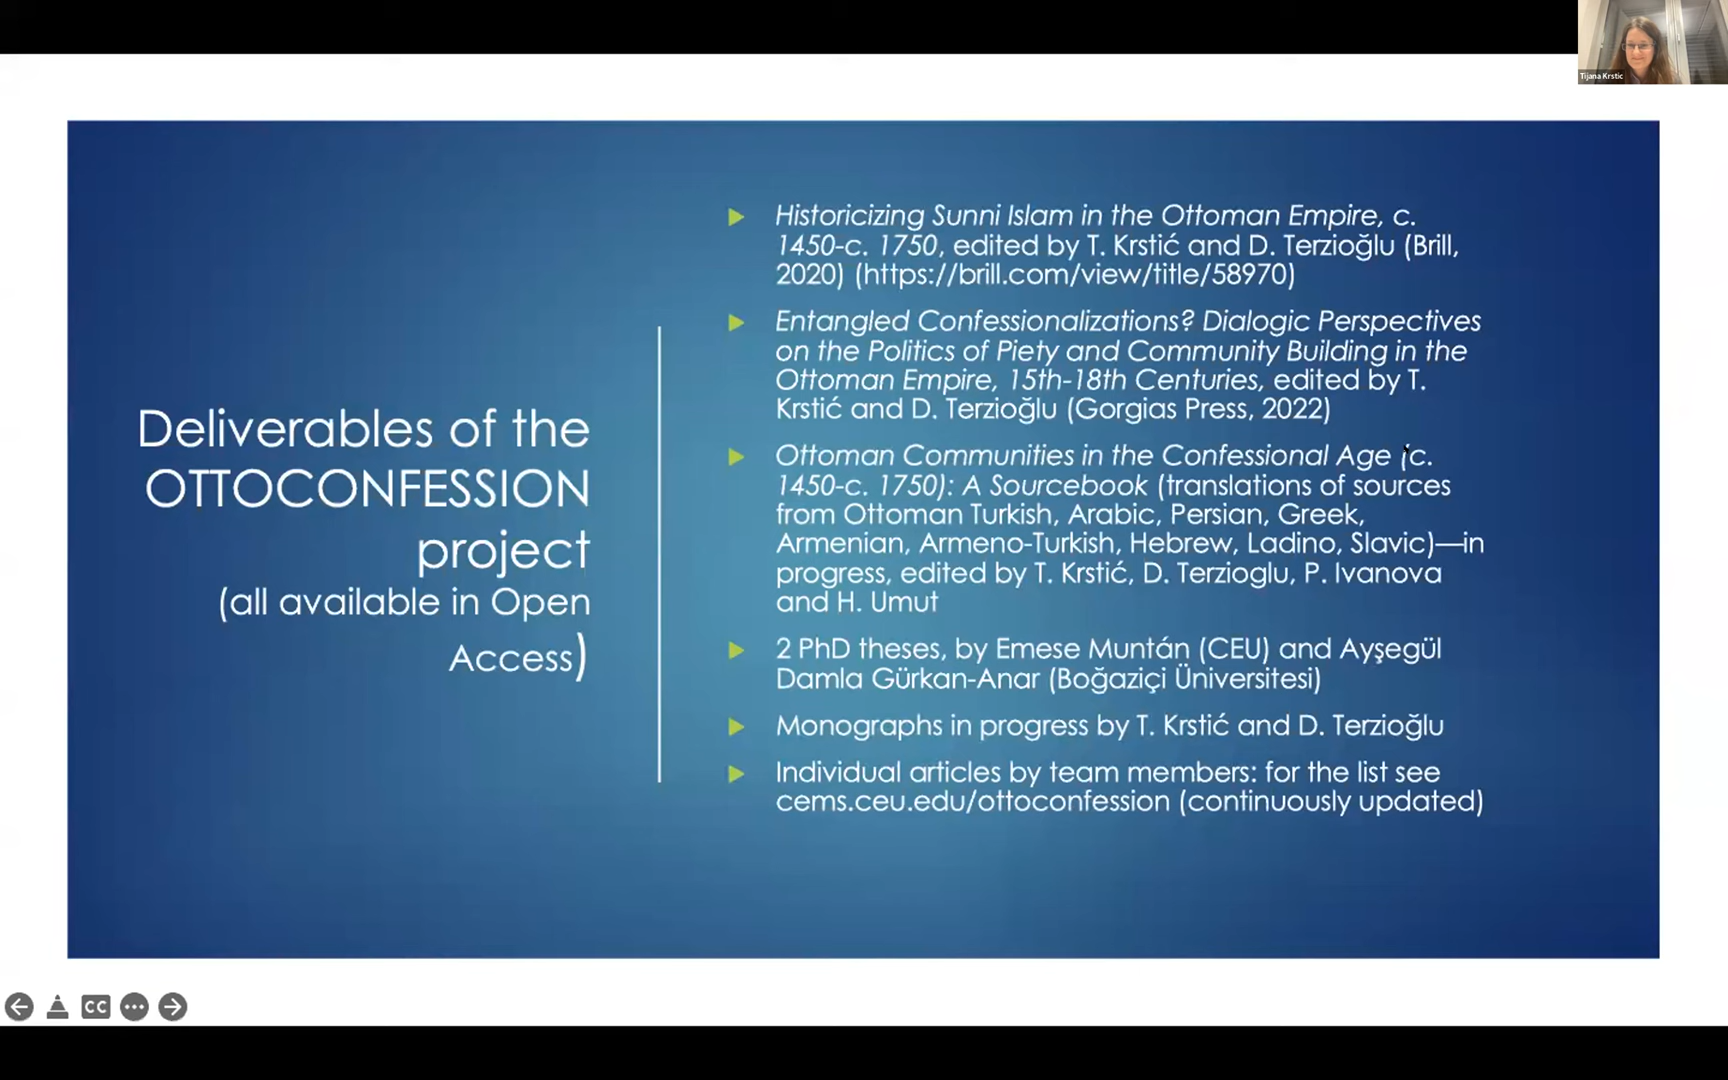 Tijana Krstic
Deliverables of the
OTTOCONFESSION
project
(all available in Open
Access)
Historicizing Sunni Islam in the Ottoman Empire, c.
1450-c. 1750, edited by T. Krstić and D. Terzioğlu (Brill,
2020) (https://brill.com/view/title/58970)
Entangled Confessionalizations? Dialogic Perspectives
on the Politics of Piety and Community Building in the
Ottoman Empire, 15th-18th Centuries, edited by T.
Krstić and D. Terzioğlu (Gorgias Press, 2022)
Ottoman Communities in the Confessional Age (c.
1450-c. 1750): A Sourcebook (translations of sources
from Ottoman Turkish, Arabic, Persian, Greek,
Armenian, Armeno-Turkish, Hebrew, Ladino, Slavic)—in
progress, edited by T. Krstić, D. Terzioglu, P. Ivanova
and H. Umut
2 PhD theses, by Emese Muntán (CEU) and Ayşegül
Damla Gürkan-Anar (Boğaziçi Üniversitesi)
Monographs in progress by T. Krstić and D. Terzioğlu
Individual articles by team members: for the list see
cems.ceu.edu/ottoconfession (continuously updated)
CC